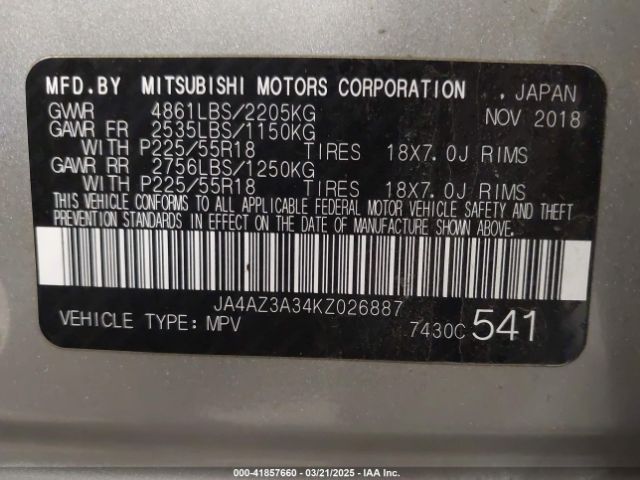 MFD.BY MITSUBISHI MOTORS CORPORATION . JAPAN
GVWR 4861LBS/2205KG NOV 2018
GAWR FR 2535LBS/1150KG
WITH P225/55R18 TIRES 18X7.0J RIMS
GAWR RR 2756LBS/1250KG
WITH P225/55R18 TIRES 18X7.0J RIMS
THIS VEHICLE CONFORMS TO ALL APPLICABLE FEDERAL MOTOR VEHICLE SAFETY AND THEFT
PREVENTION STANDARDS IN EFFECT ON THE DATE OF MANUFACTURE SHOWN ABOVE.
JA4AZ3A34KZ026887
VEHICLE TYPE: MPV 7430C 541
000-41857660 - 03/21/2025 - IAA Inc.